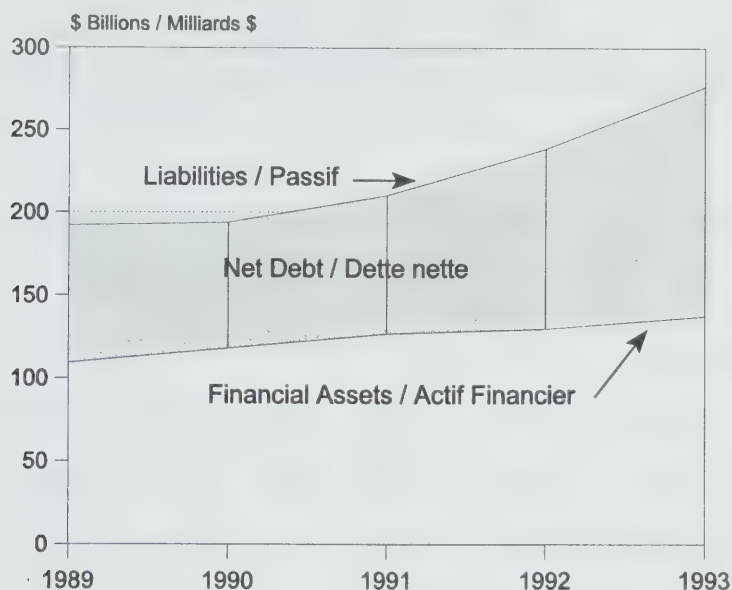 $ Billions / Milliards $
300
250
200
150
100
50
0
Liabilities / Passif
Net Debt / Dette nette
Financial Assets / Actif Financier
1989 1990 1991 1992 1993